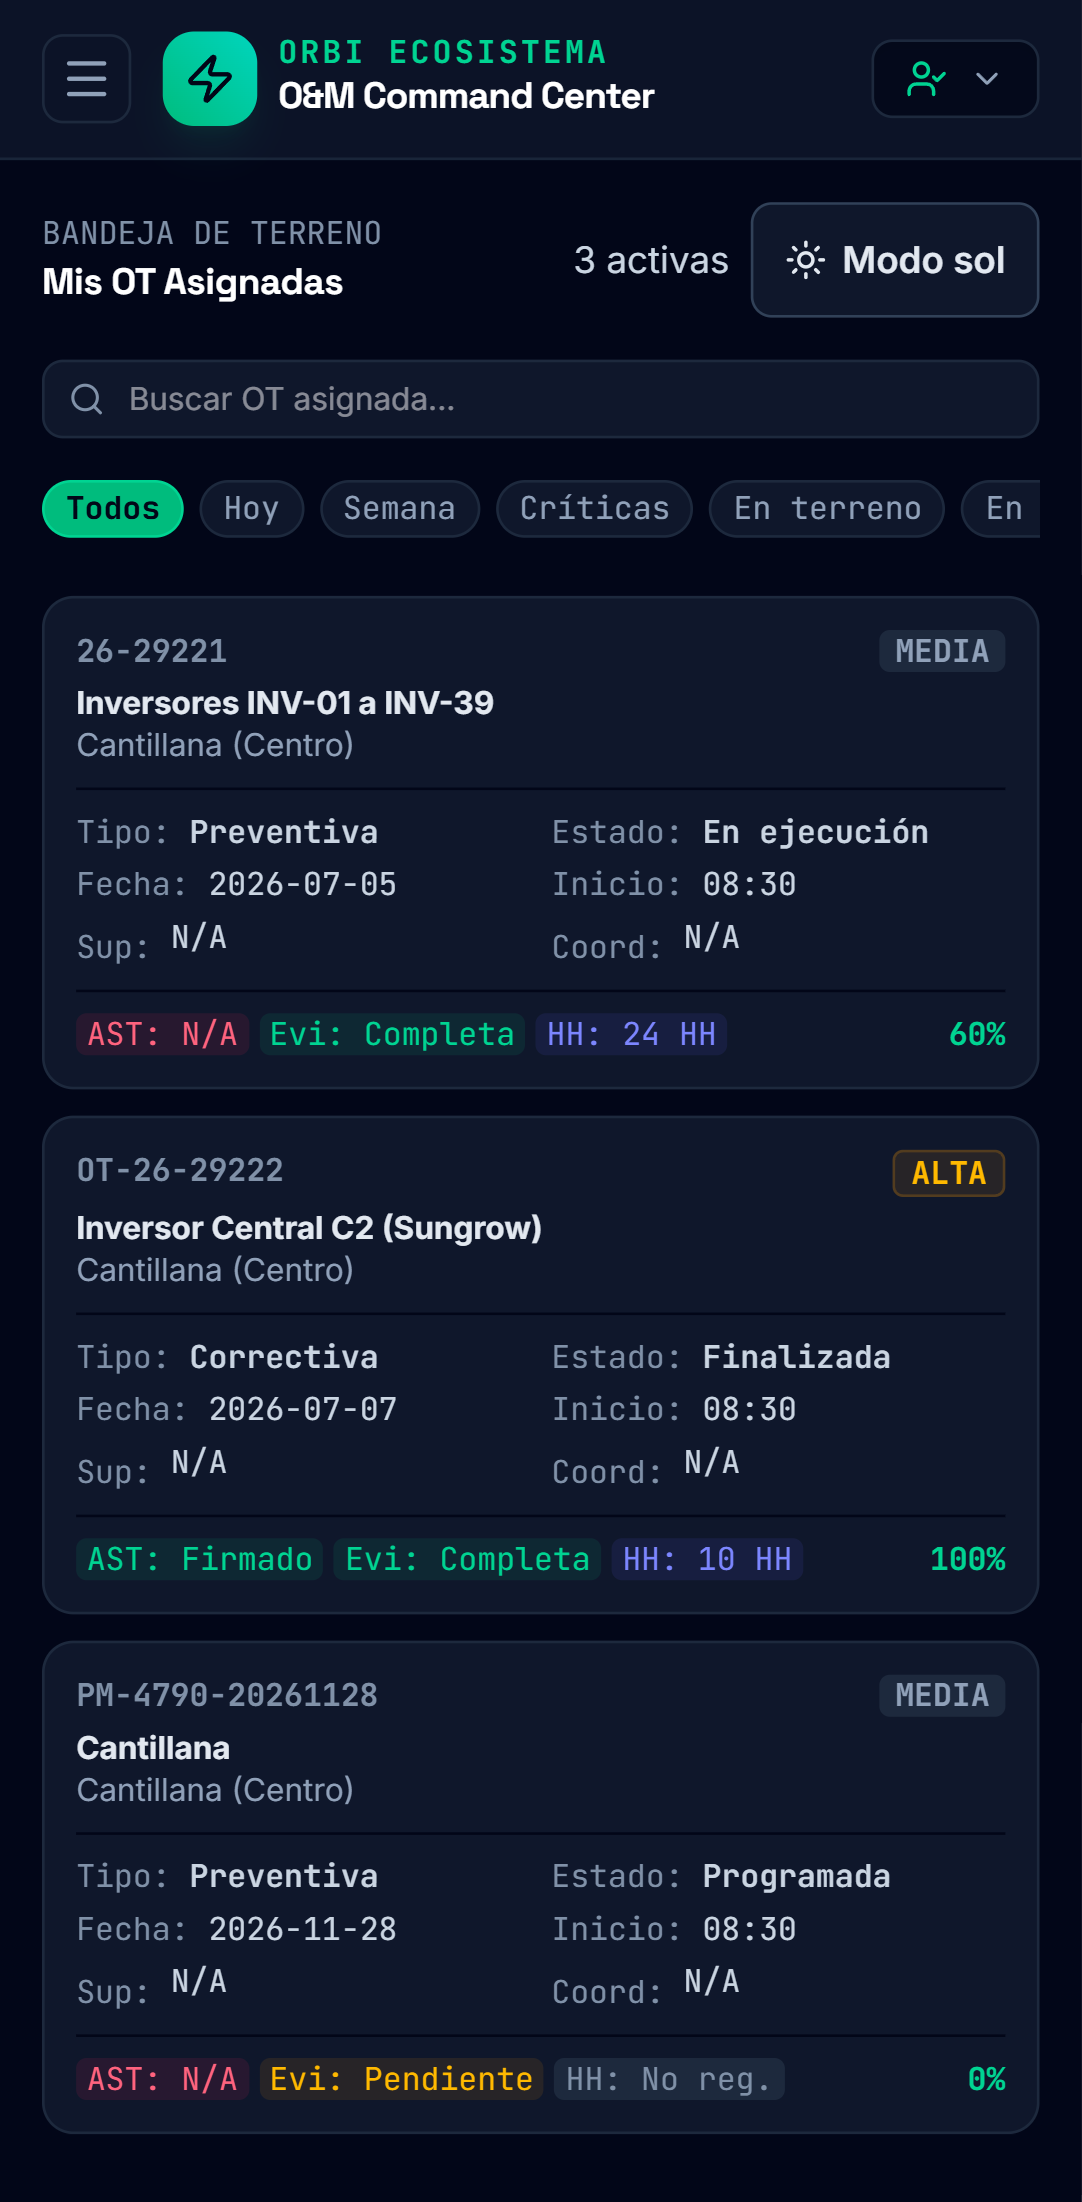 ORBI ECOSISTEMA
O&M Command Center
BANDEJA DE TERRENO
Mis OT Asignadas
3 activas
Modo sol
Buscar OT asignada...
Todos Hoy Semana Críticas En terreno En
26-29221 MEDIA
Inversores INV-01 a INV-39
Cantillana (Centro)
Tipo: Preventiva Estado: En ejecución
Fecha: 2026-07-05 Inicio: 08:30
Sup: N/A Coord: N/A
AST: N/A Evi: Completa HH: 24 HH 60%
OT-26-29222 ALTA
Inversor Central C2 (Sungrow)
Cantillana (Centro)
Tipo: Correctiva Estado: Finalizada
Fecha: 2026-07-07 Inicio: 08:30
Sup: N/A Coord: N/A
AST: Firmado Evi: Completa HH: 10 HH 100%
PM-4790-20261128 MEDIA
Cantillana
Cantillana (Centro)
Tipo: Preventiva Estado: Programada
Fecha: 2026-11-28 Inicio: 08:30
Sup: N/A Coord: N/A
AST: N/A Evi: Pendiente HH: No reg. 0%